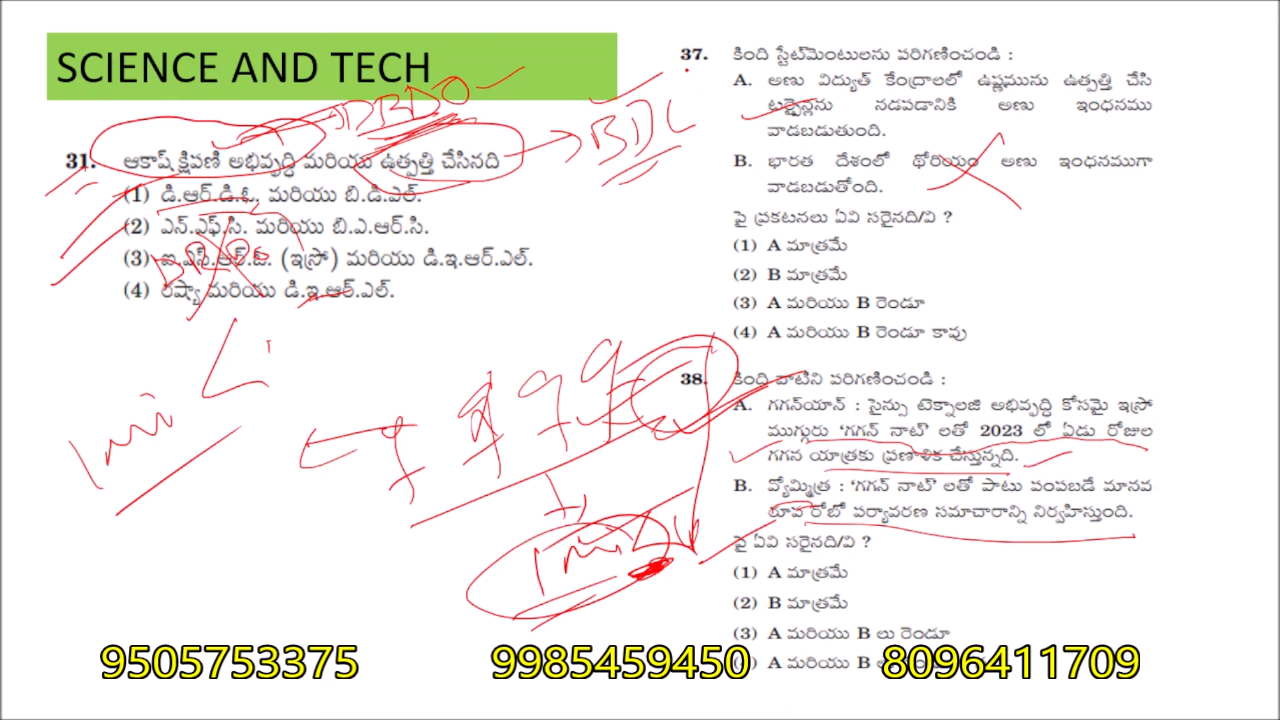 SCIENCE AND TECH
DRDO
BDL
31. ఆకాష్ క్షిపణి అభివృద్ధి మరియు ఉత్పత్తి చేసినది
(1) డి.ఆర్.డి.ఓ. మరియు బి.డి.ఎల్.
(2) ఎన్.ఎఫ్.సి. మరియు బి.ఎ.ఆర్.సి.
(3) ఐ.ఎస్.ఆర్.ఓ. (ఇస్రో) మరియు డి.ఇ.ఆర్.ఎల్.
(4) రష్యా మరియు డి.ఇ.ఆర్.ఎల్.
37. కింది స్టేట్‌మెంటులను పరిగణించండి :
A. అణు విద్యుత్ కేంద్రాలలో ఉష్ణమును ఉత్పత్తి చేసి
టర్బైన్లను నడపడానికి అణు ఇంధనము
వాడబడుతుంది.
B. భారత దేశంలో థోరియం అణు ఇంధనముగా
వాడబడుతోంది.
పై ప్రకటనలు ఏవి సరైనది/వి ?
(1) A మాత్రమే
(2) B మాత్రమే
(3) A మరియు B రెండూ
(4) A మరియు B రెండూ కావు
38. కింది వాటిని పరిగణించండి :
A. గగన్‌యాన్ : సైన్సు టెక్నాలజి అభివృద్ధి కోసమై ఇస్రో
ముగ్గురు 'గగన్ నాట్' లతో 2023 లో ఏడు రోజుల
గగన యాత్రకు ప్రణాళిక చేస్తున్నది.
B. వ్యోమ్మిత్ర : 'గగన్ నాట్' లతో పాటు పంపబడే మానవ
రూప రోబో పర్యావరణ సమాచారాన్ని నిర్వహిస్తుంది.
పై ఏవి సరైనది/వి ?
(1) A మాత్రమే
(2) B మాత్రమే
(3) A మరియు B లు రెండూ
A మరియు B
9505753375 9985459450 8096411709